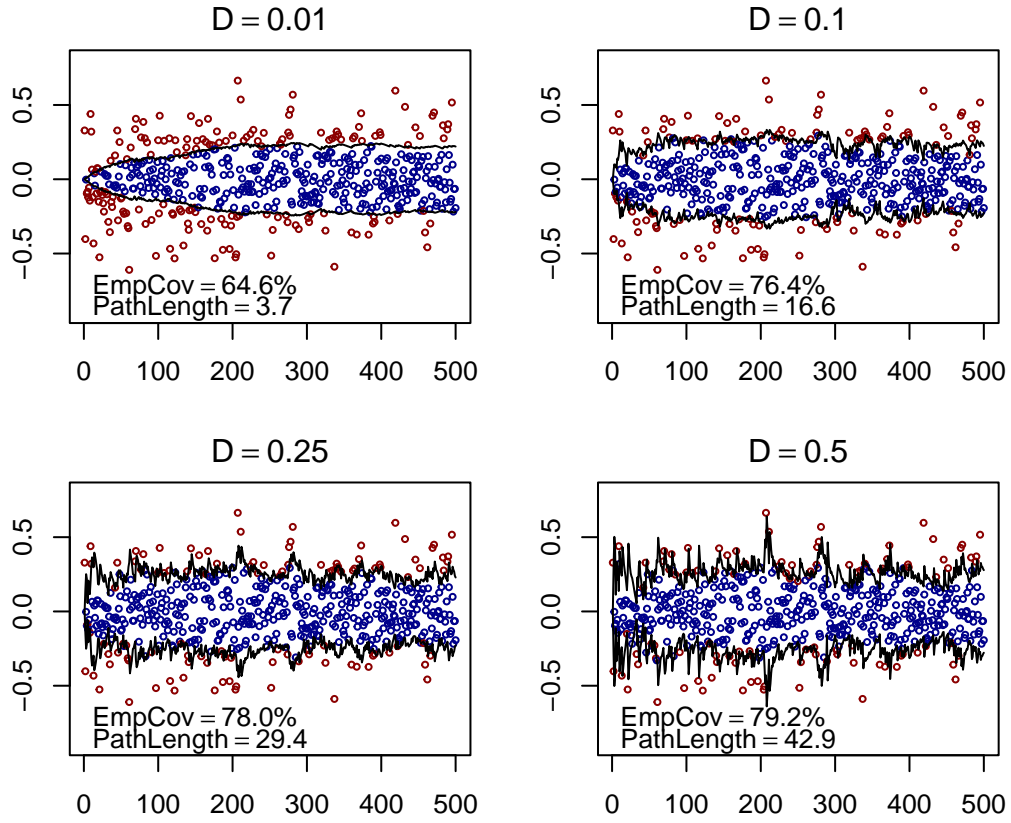 D = 0.01
0.5
0.0
−0.5
EmpCov = 64.6%
PathLength = 3.7
0 100 200 300 400 500
D = 0.1
0.5
0.0
−0.5
EmpCov = 76.4%
PathLength = 16.6
0 100 200 300 400 500
D = 0.25
0.5
0.0
−0.5
EmpCov = 78.0%
PathLength = 29.4
0 100 200 300 400 500
D = 0.5
0.5
0.0
−0.5
EmpCov = 79.2%
PathLength = 42.9
0 100 200 300 400 500